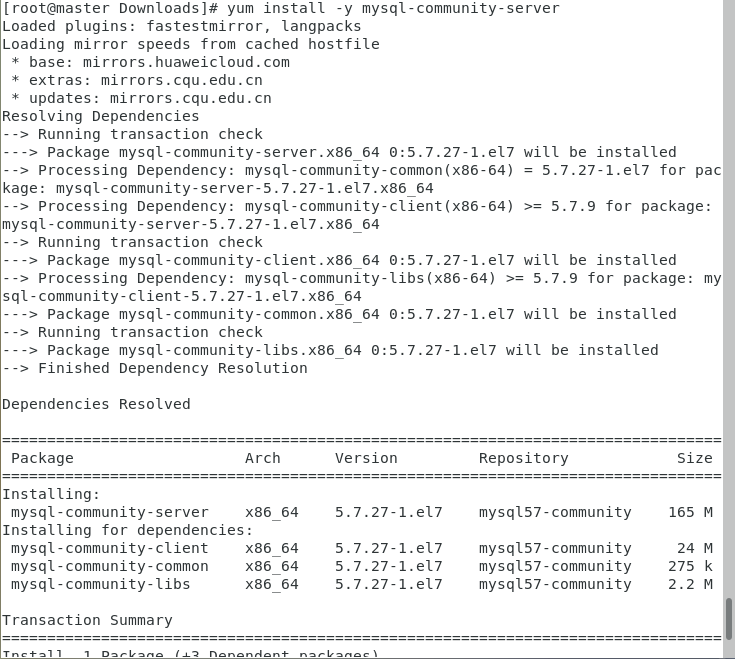 [root@master Downloads]# yum install -y mysql-community-server
Loaded plugins: fastestmirror, langpacks
Loading mirror speeds from cached hostfile
 * base: mirrors.huaweicloud.com
 * extras: mirrors.cqu.edu.cn
 * updates: mirrors.cqu.edu.cn
Resolving Dependencies
--> Running transaction check
---> Package mysql-community-server.x86_64 0:5.7.27-1.el7 will be installed
--> Processing Dependency: mysql-community-common(x86-64) = 5.7.27-1.el7 for pac
kage: mysql-community-server-5.7.27-1.el7.x86_64
--> Processing Dependency: mysql-community-client(x86-64) >= 5.7.9 for package:
mysql-community-server-5.7.27-1.el7.x86_64
--> Running transaction check
---> Package mysql-community-client.x86_64 0:5.7.27-1.el7 will be installed
--> Processing Dependency: mysql-community-libs(x86-64) >= 5.7.9 for package: my
sql-community-client-5.7.27-1.el7.x86_64
---> Package mysql-community-common.x86_64 0:5.7.27-1.el7 will be installed
--> Running transaction check
---> Package mysql-community-libs.x86_64 0:5.7.27-1.el7 will be installed
--> Finished Dependency Resolution

Dependencies Resolved

================================================================================
 Package                   Arch      Version         Repository            Size
================================================================================
Installing:
 mysql-community-server    x86_64    5.7.27-1.el7    mysql57-community    165 M
Installing for dependencies:
 mysql-community-client    x86_64    5.7.27-1.el7    mysql57-community     24 M
 mysql-community-common    x86_64    5.7.27-1.el7    mysql57-community    275 k
 mysql-community-libs      x86_64    5.7.27-1.el7    mysql57-community    2.2 M

Transaction Summary
================================================================================
Install  1 Package (+3 Dependent packages)